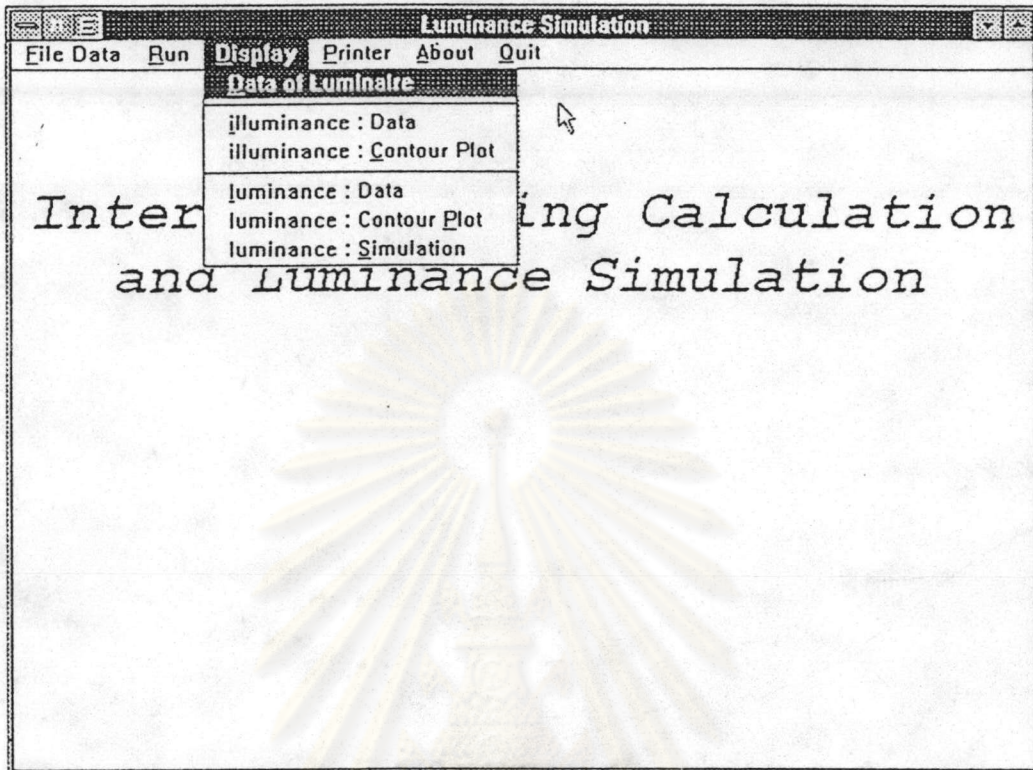 Luminance Simulation
File Data Run Display Printer About Quit
Data of Luminaire
illuminance : Data
illuminance : Contour Plot
luminance : Data
luminance : Contour Plot
luminance : Simulation
Inter ing Calculation
and Luminance Simulation